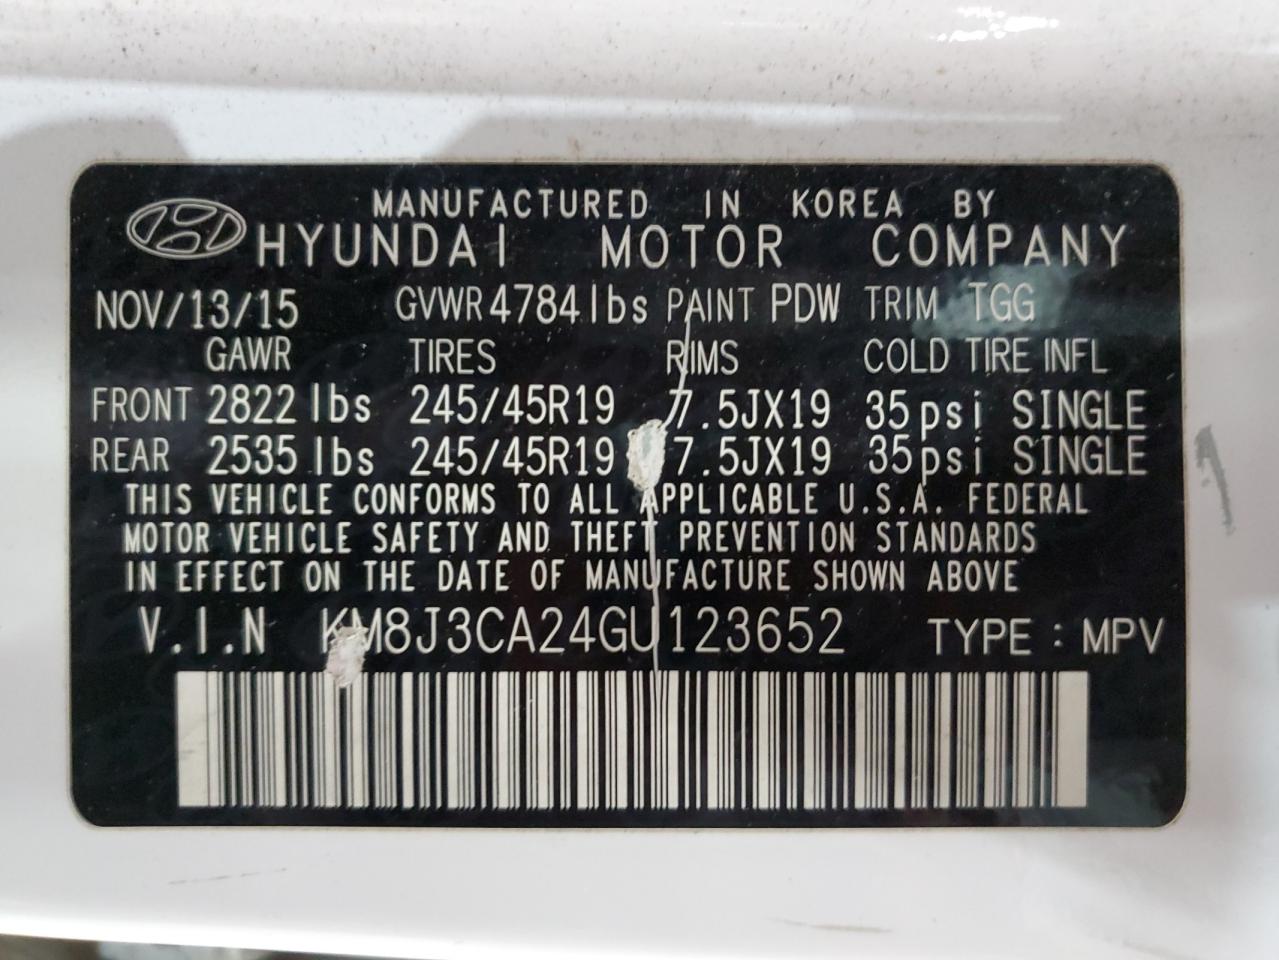 MANUFACTURED IN KOREA BY
HYUNDAI MOTOR COMPANY
NOV/13/15 GVWR 4784 lbs PAINT PDW TRIM TGG
GAWR TIRES RIMS COLD TIRE INFL
FRONT 2822 lbs 245/45R19 7.5JX19 35psi SINGLE
REAR 2535 lbs 245/45R19 7.5JX19 35psi SINGLE
THIS VEHICLE CONFORMS TO ALL APPLICABLE U.S.A. FEDERAL
MOTOR VEHICLE SAFETY AND THEFT PREVENTION STANDARDS
IN EFFECT ON THE DATE OF MANUFACTURE SHOWN ABOVE
V.I.N KM8J3CA24GU123652 TYPE : MPV